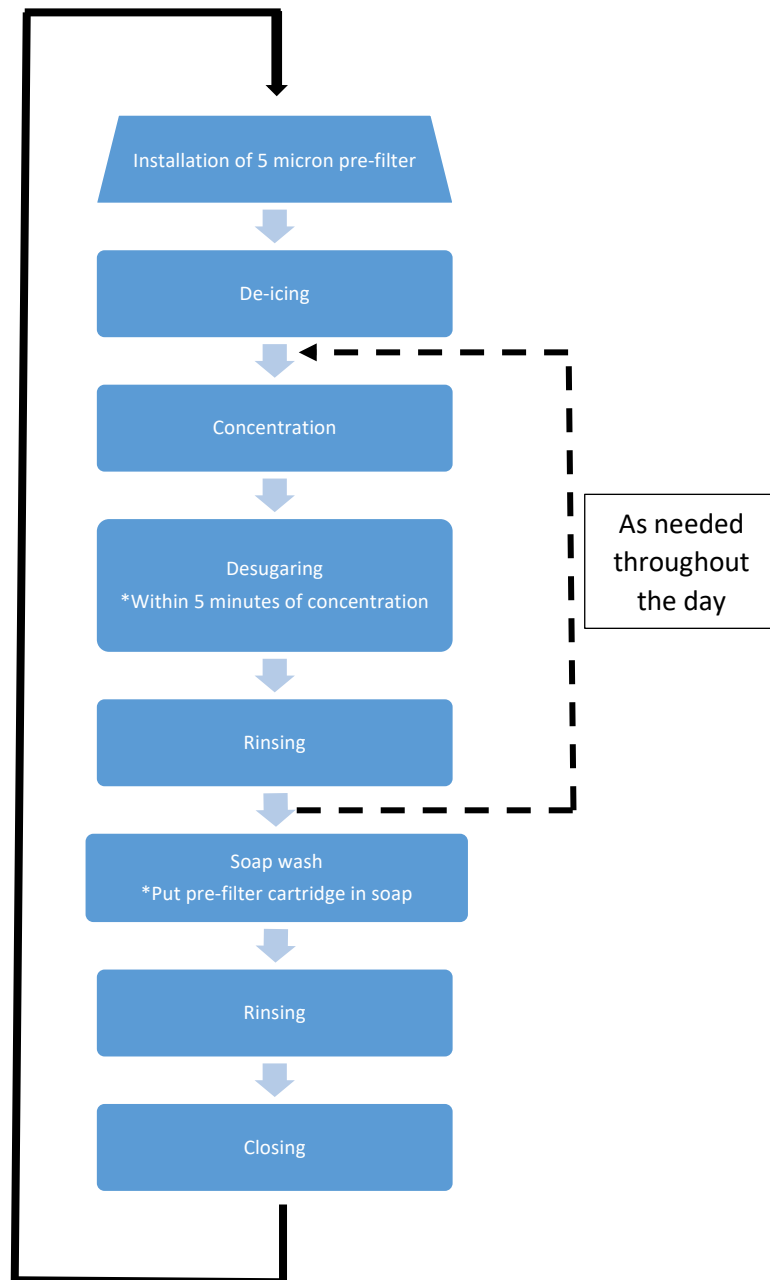 Installation of 5 micron pre-filter
De-icing
Concentration
Desugaring
*Within 5 minutes of concentration
As needed
throughout
the day
Rinsing
Soap wash
*Put pre-filter cartridge in soap
Rinsing
Closing